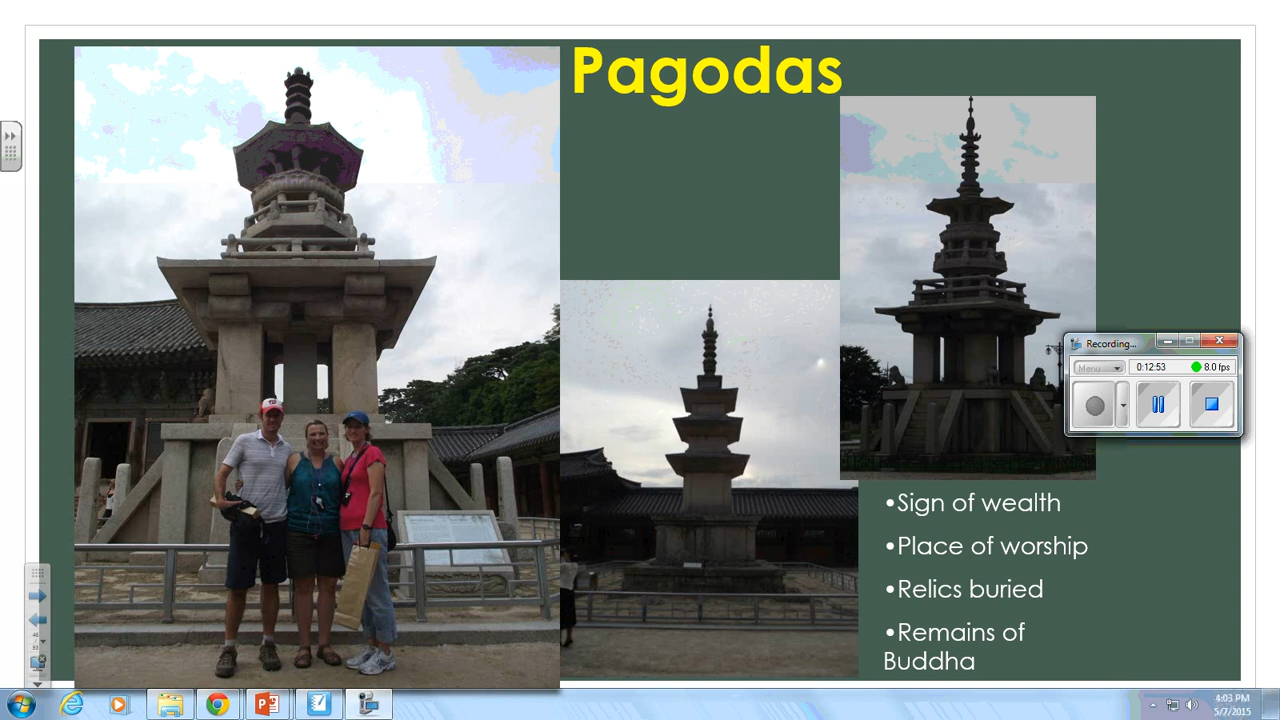 Pagodas
Recording...
Menu
0:12:53
8.0 fps
•Sign of wealth
•Place of worship
•Relics buried
•Remains of
Buddha
4:03 PM
5/7/2015